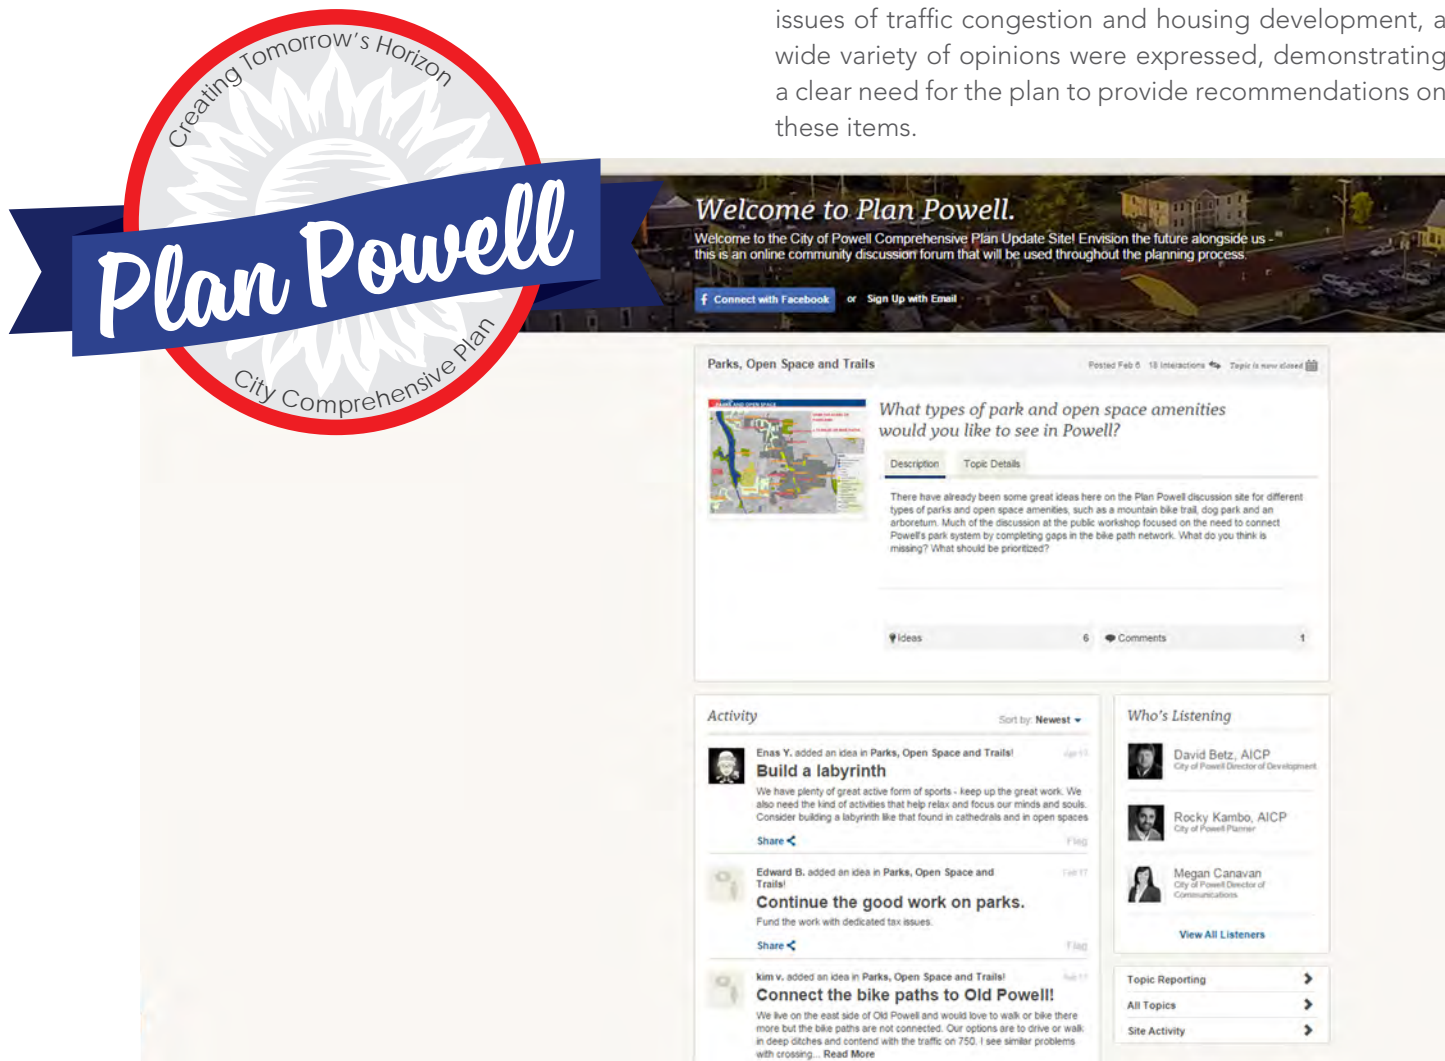 issues of traffic congestion and housing development, a
wide variety of opinions were expressed, demonstrating
a clear need for the plan to provide recommendations on
these items.
Creating Tomorrow's Horizon
Plan Powell
City Comprehensive Plan
Welcome to Plan Powell.
Welcome to the City of Powell Comprehensive Plan Update Site! Envision the future alongside us -
this is an online community discussion forum that will be used throughout the planning process.
f Connect with Facebook or Sign Up with Email
Parks, Open Space and Trails
Posted Feb 6 18 Interactions Topic is now closed
PARKS AND OPEN SPACE
What types of park and open space amenities
would you like to see in Powell?
Description Topic Details
There have already been some great ideas here on the Plan Powell discussion site for different
types of parks and open space amenities, such as a mountain bike trail, dog park and an
arboretum. Much of the discussion at the public workshop focused on the need to connect
Powell's park system by completing gaps in the bike path network. What do you think is
missing? What should be prioritized?
Ideas 6 Comments 1
Activity
Sort by: Newest
Enas Y. added an idea in Parks, Open Space and Trails!
Build a labyrinth
We have plenty of great active form of sports - keep up the great work. We
also need the kind of activities that help relax and focus our minds and souls.
Consider building a labyrinth like that found in cathedrals and in open spaces
Share Flag
Edward B. added an idea in Parks, Open Space and Feb 17
Trails!
Continue the good work on parks.
Fund the work with dedicated tax issues.
Share Flag
kim v. added an idea in Parks, Open Space and Trails!
Connect the bike paths to Old Powell!
We live on the east side of Old Powell and would love to walk or bike there
more but the bike paths are not connected. Our options are to drive or walk
in deep ditches and contend with the traffic on 750. I see similar problems
with crossing... Read More
Who's Listening
David Betz, AICP
City of Powell Director of Development
Rocky Kambo, AICP
City of Powell Planner
Megan Canavan
City of Powell Director of
Communications
View All Listeners
Topic Reporting
All Topics
Site Activity